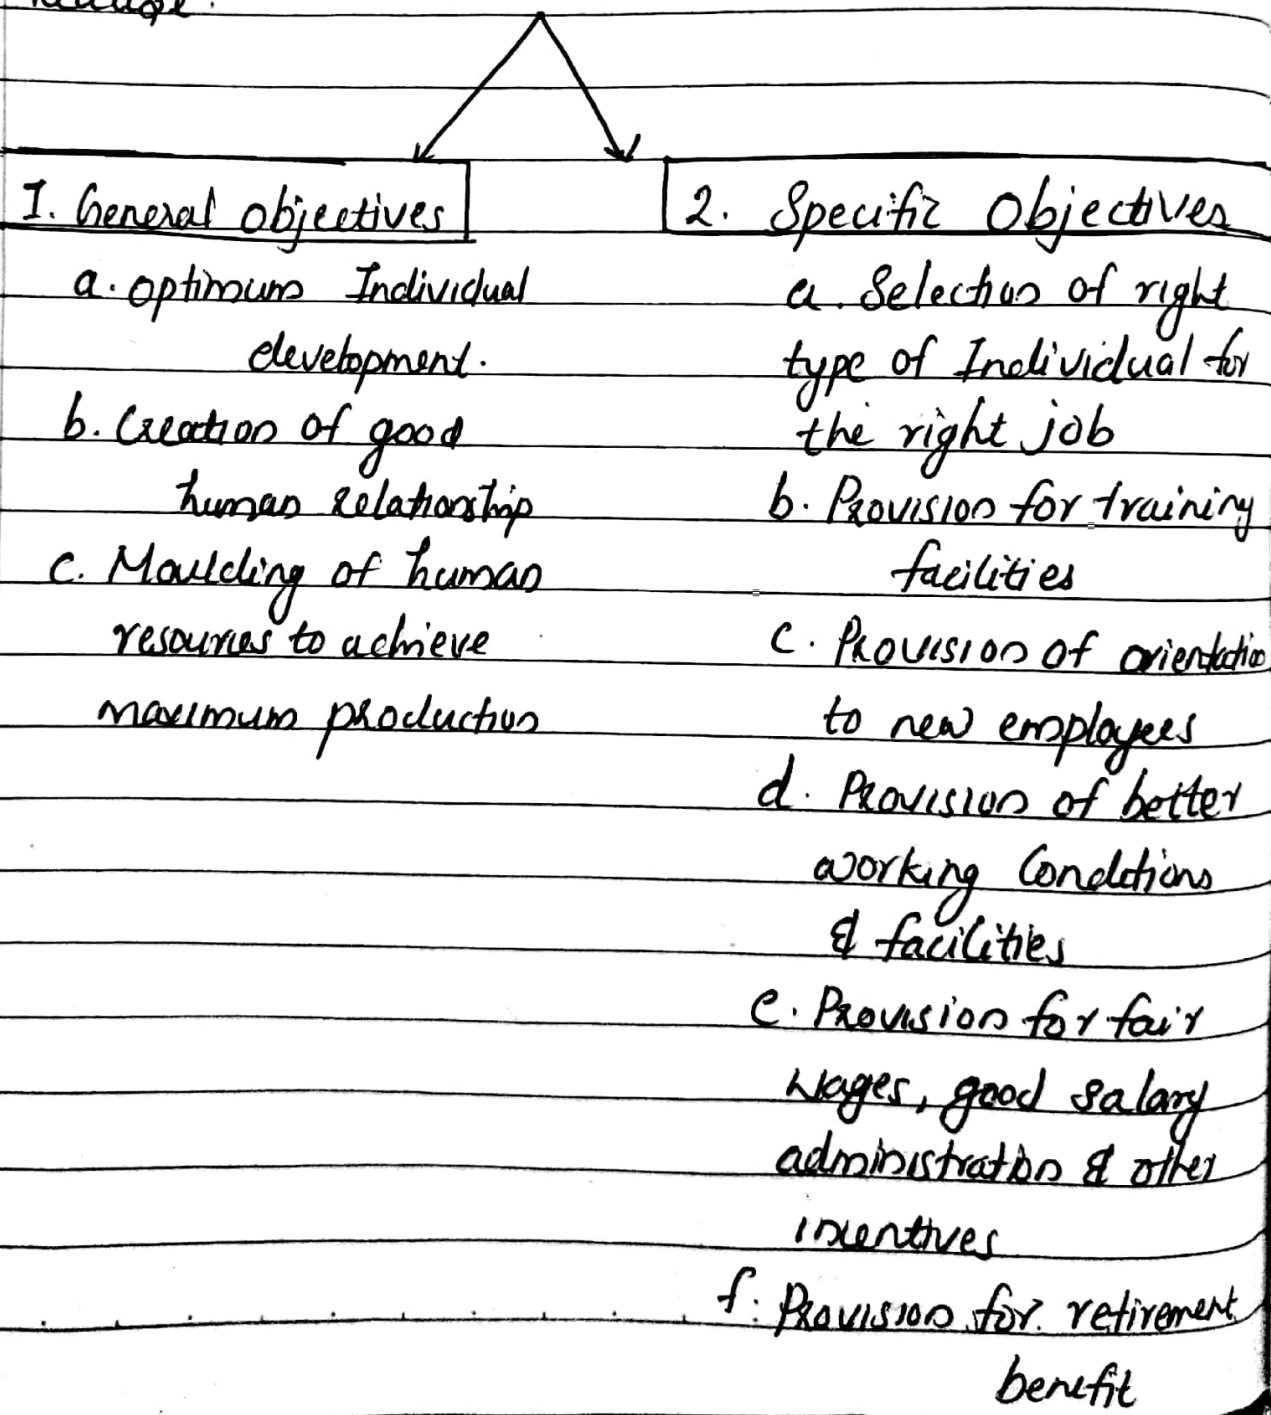 1. General objectives
a. optimum Individual
development.
b. Creation of good
human relationship
c. Moulding of human
resources to achieve
maximum production
2. Specific Objectives
a. Selection of right
type of Individual for
the right job
b. Provision for training
facilities
c. Provision of orientation
to new employees
d. Provision of better
working Conditions
& facilities
e. Provision for fair
wages, good salary
administration & other
incentives
f. Provision for retirement
benefit